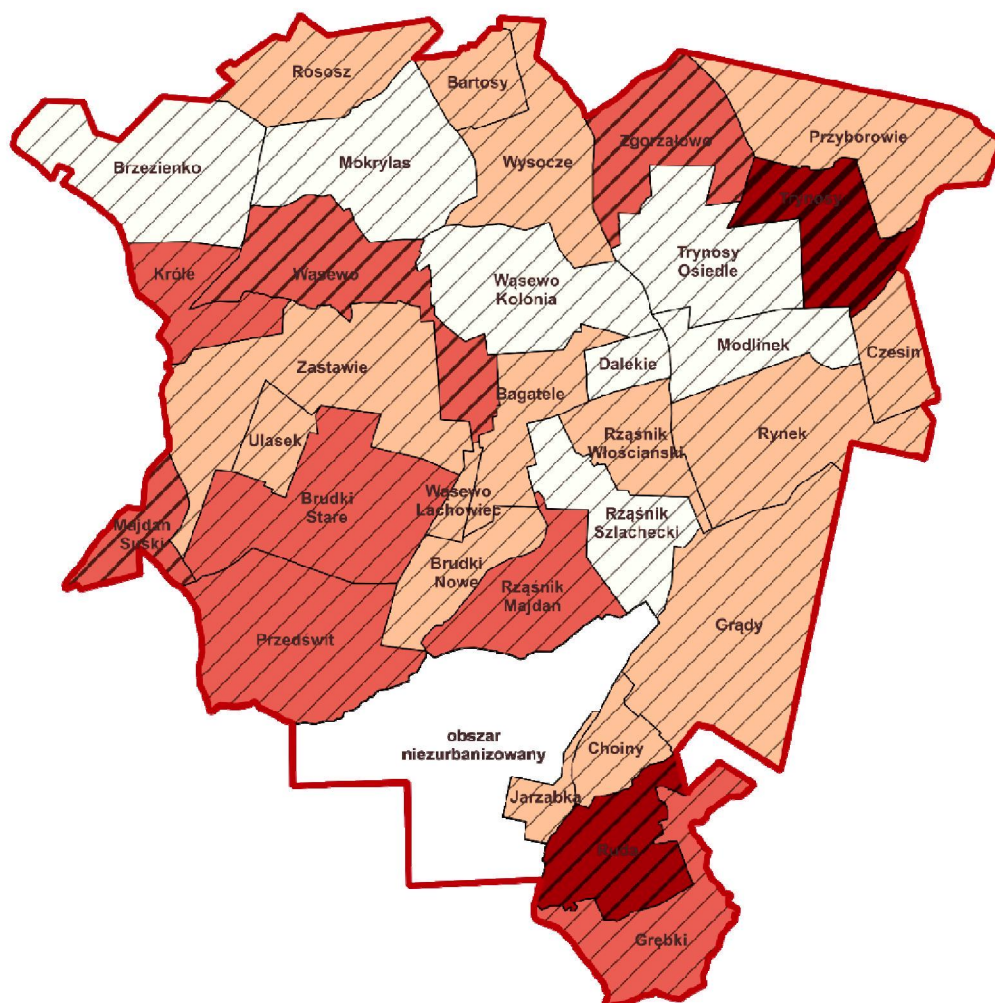 Rososz
Bartosy
Zgorzałowo
Przyborowie
Brzezienko
Mokrylas
Wysocze
Trynosy
Króle
Wąsewo
Wąsewo
Kolonia
Trynosy
Osiedle
Zastawie
Bagatele
Dalekie
Modlinek
Czesin
Ulasek
Rząśnik
Włościański
Rynek
Brudki
Stare
Wąsewo
Lachowiec
Majdan
Suski
Rząśnik
Szlachecki
Brudki
Nowe
Rząśnik
Majdan
Przedświt
Grądy
obszar
niezurbanizowany
Choiny
Jarząbka
Ruda
Grębki